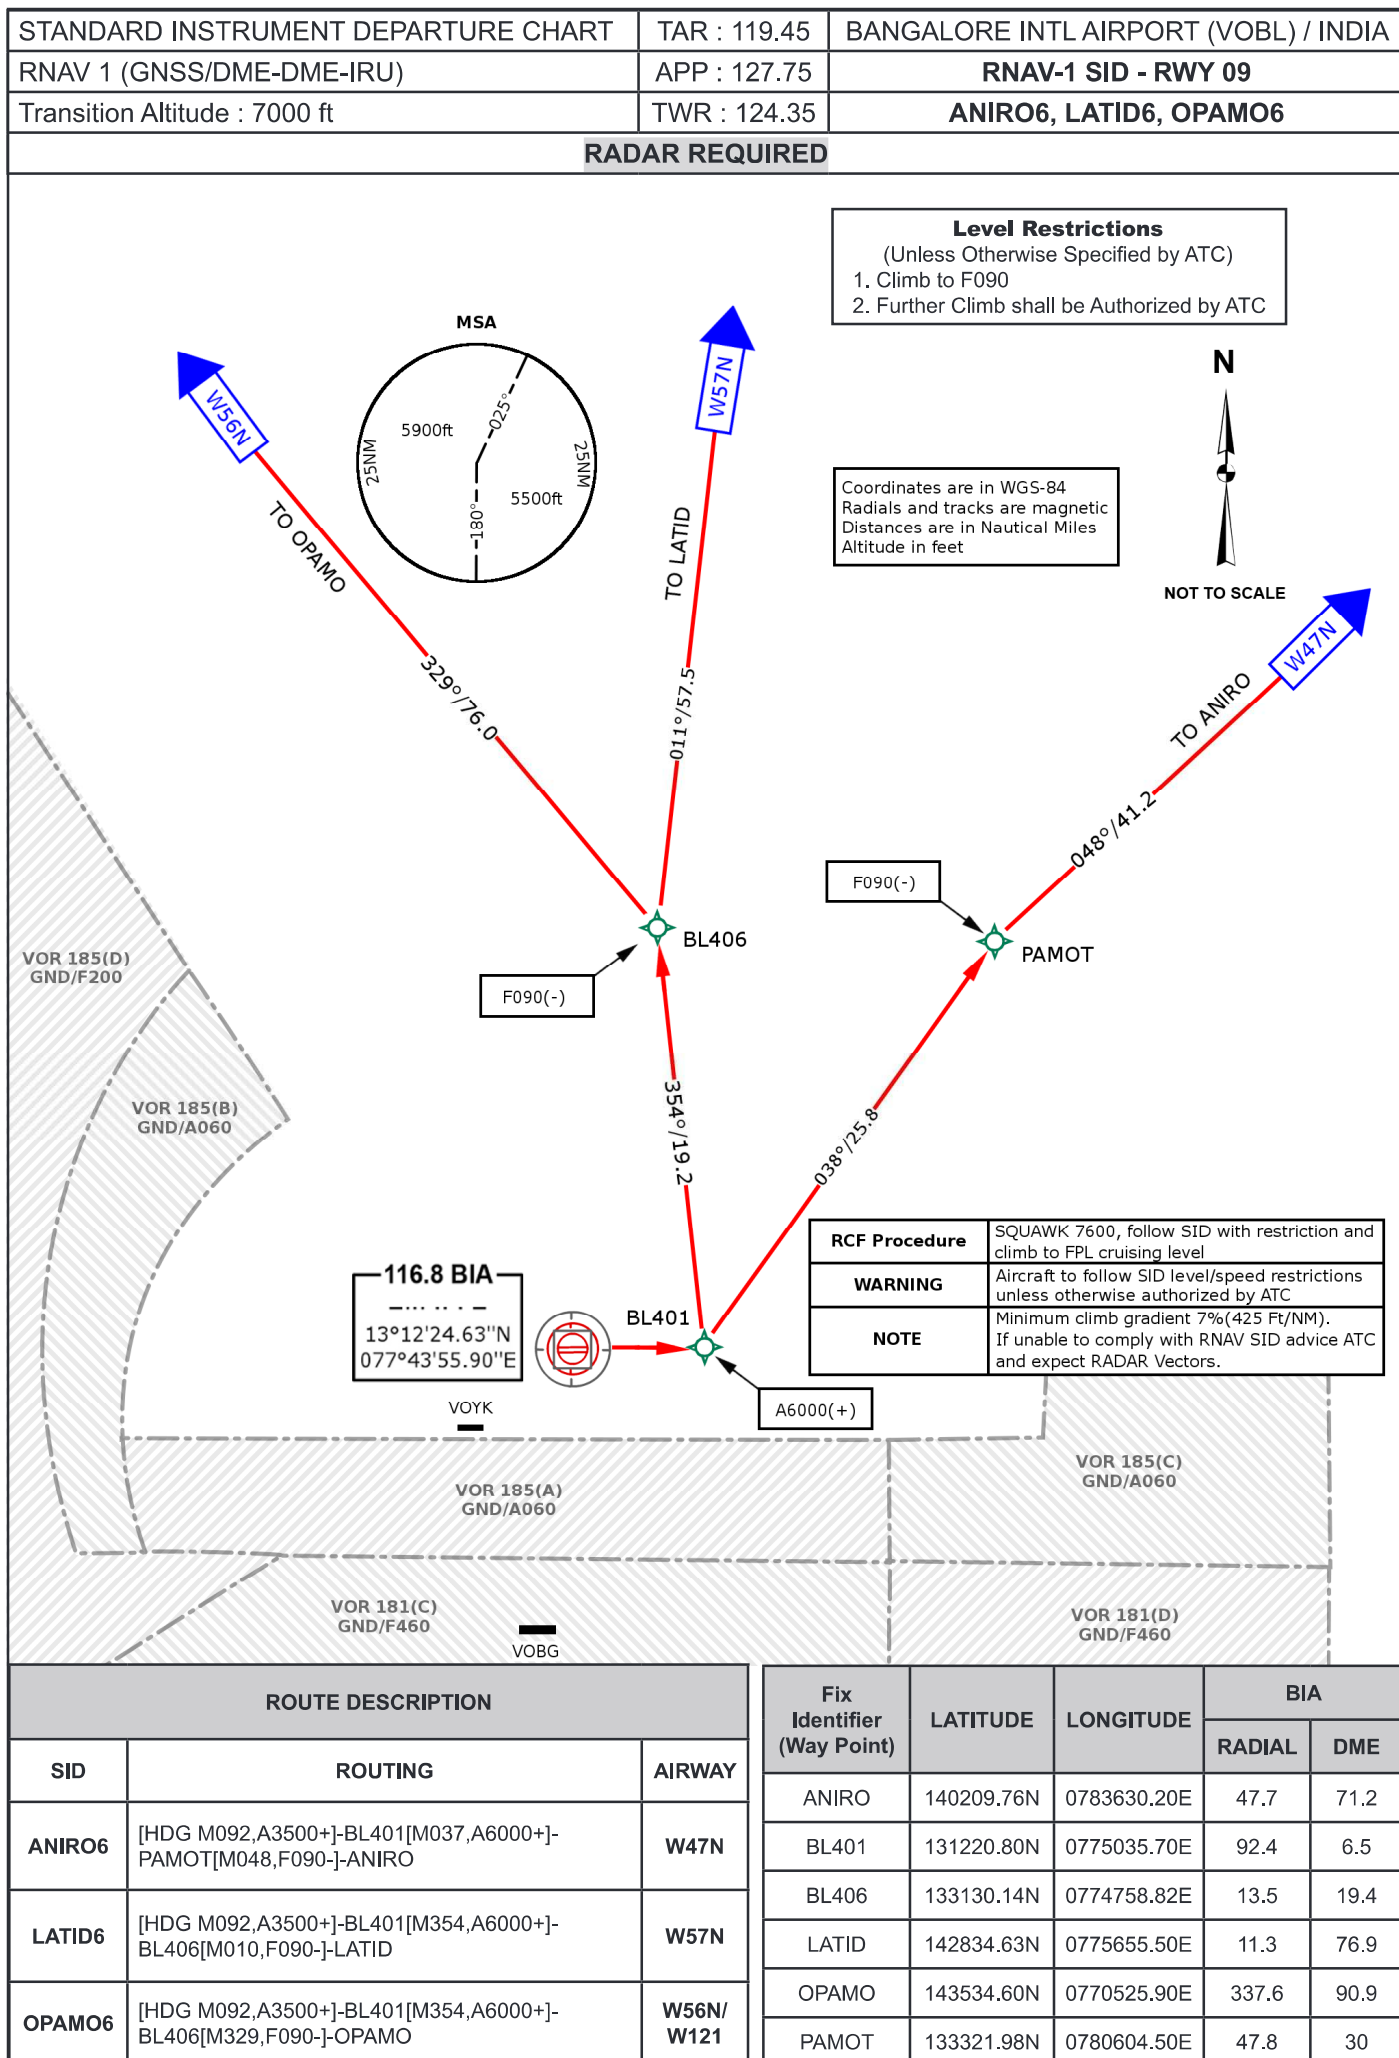 STANDARD INSTRUMENT DEPARTURE CHART
TAR : 119.45
BANGALORE INTL AIRPORT (VOBL) / INDIA
RNAV 1 (GNSS/DME-DME-IRU)
APP : 127.75
RNAV-1 SID - RWY 09
Transition Altitude : 7000 ft
TWR : 124.35
ANIRO6, LATID6, OPAMO6
RADAR REQUIRED
Level Restrictions
(Unless Otherwise Specified by ATC)
1. Climb to F090
2. Further Climb shall be Authorized by ATC
MSA
5900ft
025°
25NM
25NM
5500ft
180°
W56N
W57N
N
Coordinates are in WGS-84
Radials and tracks are magnetic
Distances are in Nautical Miles
Altitude in feet
NOT TO SCALE
TO OPAMO
TO LATID
W47N
TO ANIRO
329°/76.0
011°/57.5
048°/41.2
F090(-)
BL406
PAMOT
F090(-)
VOR 185(D)
GND/F200
VOR 185(B)
GND/A060
354°/19.2
038°/25.8
RCF Procedure
SQUAWK 7600, follow SID with restriction and
climb to FPL cruising level
WARNING
Aircraft to follow SID level/speed restrictions
unless otherwise authorized by ATC
NOTE
Minimum climb gradient 7%(425 Ft/NM).
If unable to comply with RNAV SID advice ATC
and expect RADAR Vectors.
116.8 BIA
13°12'24.63"N
077°43'55.90"E
BL401
A6000(+)
VOYK
VOR 185(A)
GND/A060
VOR 185(C)
GND/A060
VOR 181(C)
GND/F460
VOBG
VOR 181(D)
GND/F460
ROUTE DESCRIPTION
SID
ROUTING
AIRWAY
ANIRO6
[HDG M092,A3500+]-BL401[M037,A6000+]-
PAMOT[M048,F090-]-ANIRO
W47N
LATID6
[HDG M092,A3500+]-BL401[M354,A6000+]-
BL406[M010,F090-]-LATID
W57N
OPAMO6
[HDG M092,A3500+]-BL401[M354,A6000+]-
BL406[M329,F090-]-OPAMO
W56N/
W121
Fix
Identifier
(Way Point)
LATITUDE
LONGITUDE
BIA
RADIAL
DME
ANIRO 140209.76N 0783630.20E 47.7 71.2
BL401 131220.80N 0775035.70E 92.4 6.5
BL406 133130.14N 0774758.82E 13.5 19.4
LATID 142834.63N 0775655.50E 11.3 76.9
OPAMO 143534.60N 0770525.90E 337.6 90.9
PAMOT 133321.98N 0780604.50E 47.8 30